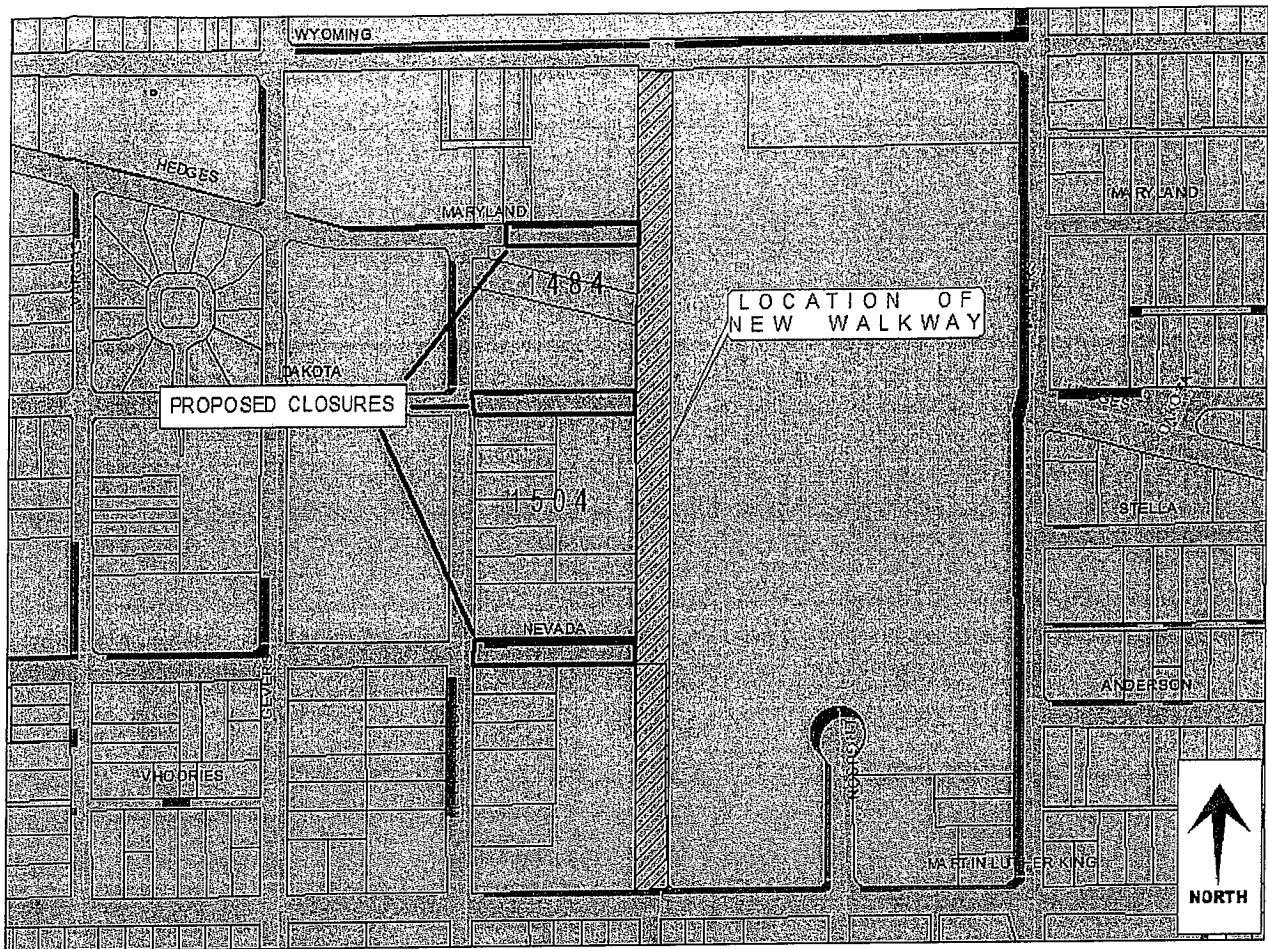 WYOMING
HEDGES
MARYLAND
MARYLAND
1484
LOCATION OF
NEW WALKWAY
DAKOTA
PROPOSED CLOSURES
1504
STELLA
NEVADA
ANDERSON
VHODRIES
MARTIN LUTHER KING
NORTH